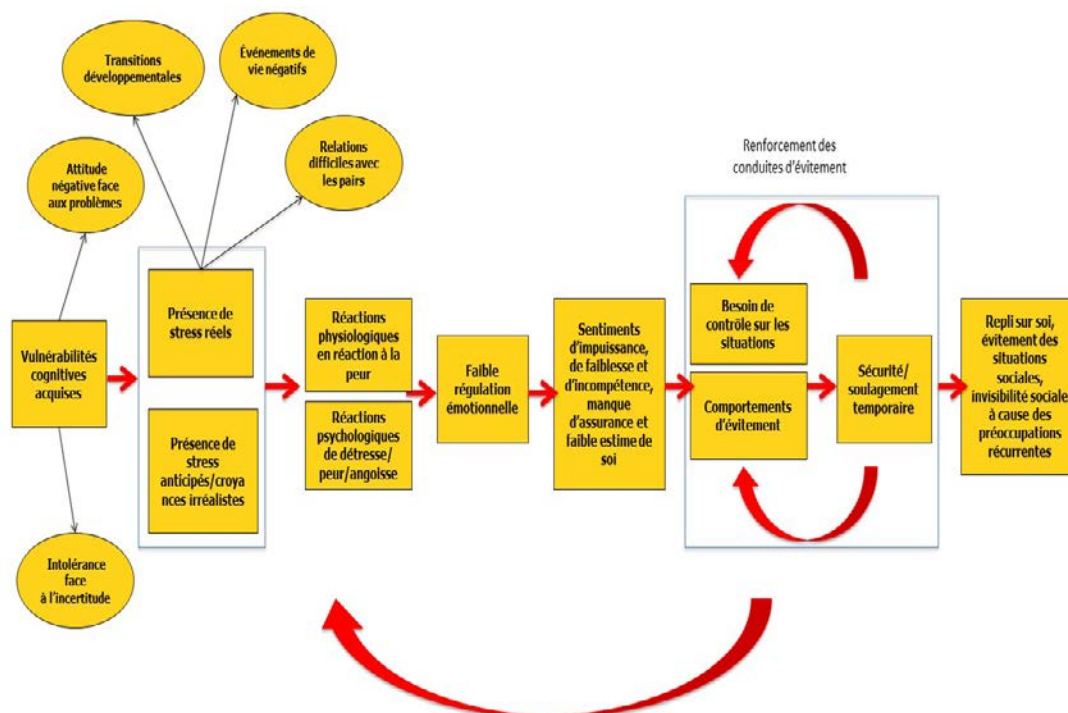 Transitions
développementales
Événements de
vie négatifs
Relations
difficiles avec
les pairs
Attitude
négative face
aux problèmes
Vulnérabilités
cognitives
acquises
Intolérance
face
à l'incertitude
Présence de
stress réels
Présence de
stress
anticipés/croya
nces irréalistes
Réactions
physiologiques
en réaction à la
peur
Réactions
psychologiques
de détresse/
peur/angoisse
Faible
régulation
émotionnelle
Sentiments
d'impuissance,
de faiblesse et
d'incompétence,
manque
d'assurance et
faible estime de
soi
Renforcement des
conduites d'évitement
Besoin de
contrôle sur les
situations
Comportements
d'évitement
Sécurité/
soulagement
temporaire
Repli sur soi,
évitement des
situations
sociales,
invisibilité sociale
à cause des
préoccupations
récurrentes